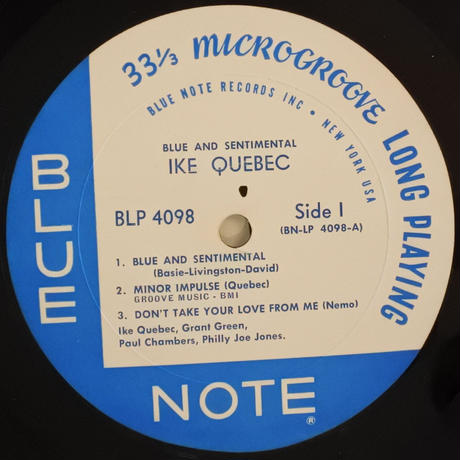 33⅓ MICROGROOVE LONG PLAYING
BLUE NOTE RECORDS INC • NEW YORK USA
BLUE AND SENTIMENTAL
IKE QUEBEC
BLP 4098
Side 1
(BN-LP 4098-A)
1. BLUE AND SENTIMENTAL
(Basie-Livingston-David)
2. MINOR IMPULSE (Quebec)
GROOVE MUSIC - BMI
3. DON'T TAKE YOUR LOVE FROM ME (Nemo)
Ike Quebec, Grant Green,
Paul Chambers, Philly Joe Jones.
BLUE
NOTE®